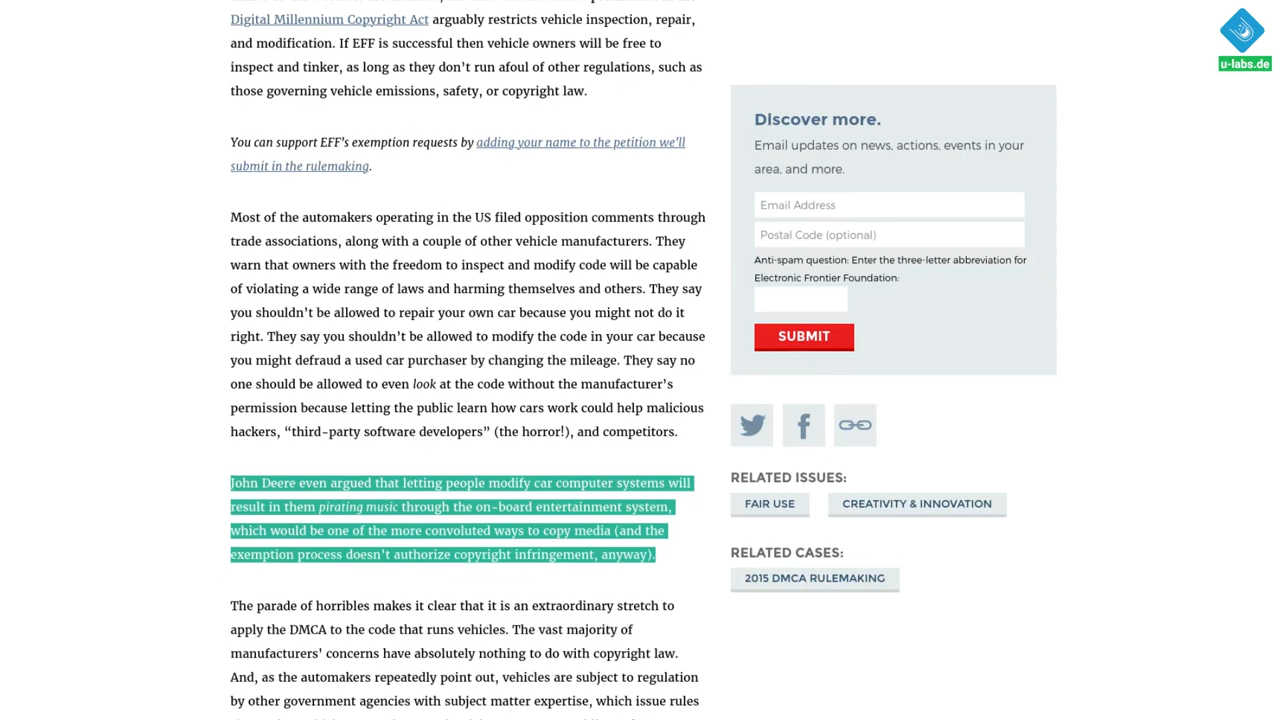 Digital Millennium Copyright Act arguably restricts vehicle inspection, repair,
and modification. If EFF is successful then vehicle owners will be free to
inspect and tinker, as long as they don’t run afoul of other regulations, such as
those governing vehicle emissions, safety, or copyright law.
You can support EFF's exemption requests by adding your name to the petition we'll
submit in the rulemaking.
Most of the automakers operating in the US filed opposition comments through
trade associations, along with a couple of other vehicle manufacturers. They
warn that owners with the freedom to inspect and modify code will be capable
of violating a wide range of laws and harming themselves and others. They say
you shouldn’t be allowed to repair your own car because you might not do it
right. They say you shouldn’t be allowed to modify the code in your car because
you might defraud a used car purchaser by changing the mileage. They say no
one should be allowed to even look at the code without the manufacturer’s
permission because letting the public learn how cars work could help malicious
hackers, “third-party software developers” (the horror!), and competitors.
John Deere even argued that letting people modify car computer systems will
result in them pirating music through the on-board entertainment system,
which would be one of the more convoluted ways to copy media (and the
exemption process doesn’t authorize copyright infringement, anyway).
The parade of horribles makes it clear that it is an extraordinary stretch to
apply the DMCA to the code that runs vehicles. The vast majority of
manufacturers' concerns have absolutely nothing to do with copyright law.
And, as the automakers repeatedly point out, vehicles are subject to regulation
by other government agencies with subject matter expertise, which issue rules
Discover more.
Email updates on news, actions, events in your
area, and more.
Email Address
Postal Code (optional)
Anti-spam question: Enter the three-letter abbreviation for
Electronic Frontier Foundation:
SUBMIT
RELATED ISSUES:
FAIR USE
CREATIVITY & INNOVATION
RELATED CASES:
2015 DMCA RULEMAKING
u-labs.de